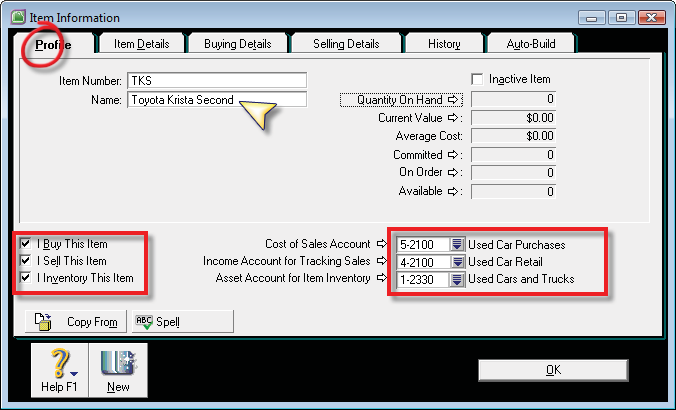 Item Information
Profile Item Details Buying Details Selling Details History Auto-Build
Item Number: TKS
Name: Toyota Krista Second
Inactive Item
Quantity On Hand ⇨: 0
Current Value ⇨: $0.00
Average Cost: $0.00
Committed ⇨: 0
On Order ⇨: 0
Available ⇨: 0
I Buy This Item
I Sell This Item
I Inventory This Item
Cost of Sales Account ⇨ 5-2100 Used Car Purchases
Income Account for Tracking Sales ⇨ 4-2100 Used Car Retail
Asset Account for Item Inventory ⇨ 1-2330 Used Cars and Trucks
Copy From
ABC Spell
Help F1 New
OK